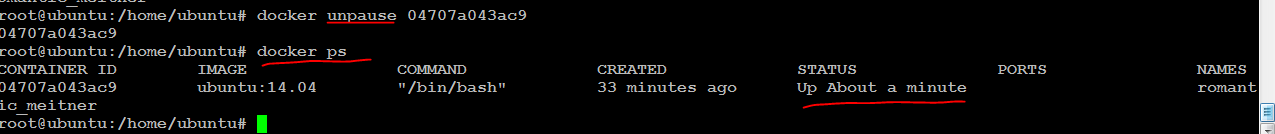 root@ubuntu:/home/ubuntu# docker unpause 04707a043ac9
04707a043ac9
root@ubuntu:/home/ubuntu# docker ps
CONTAINER ID IMAGE COMMAND CREATED STATUS PORTS NAMES
04707a043ac9 ubuntu:14.04 "/bin/bash" 33 minutes ago Up About a minute romant
ic_meitner
root@ubuntu:/home/ubuntu#